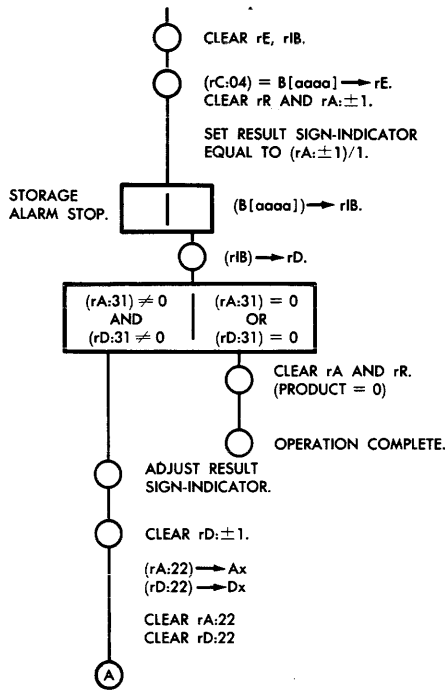 CLEAR rE, rIB.
(rC:04) = B[aaaa] → rE.
CLEAR rR AND rA:±1.
SET RESULT SIGN-INDICATOR
EQUAL TO (rA:±1)/1.
STORAGE
ALARM STOP.
(B[aaaa]) → rIB.
(rIB) → rD.
(rA:31) ≠ 0
AND
(rD:31 ≠ 0
(rA:31) = 0
OR
(rD:31) = 0
CLEAR rA AND rR.
(PRODUCT = 0)
OPERATION COMPLETE.
ADJUST RESULT
SIGN-INDICATOR.
CLEAR rD:±1.
(rA:22) → Ax
(rD:22) → Dx
CLEAR rA:22
CLEAR rD:22
A